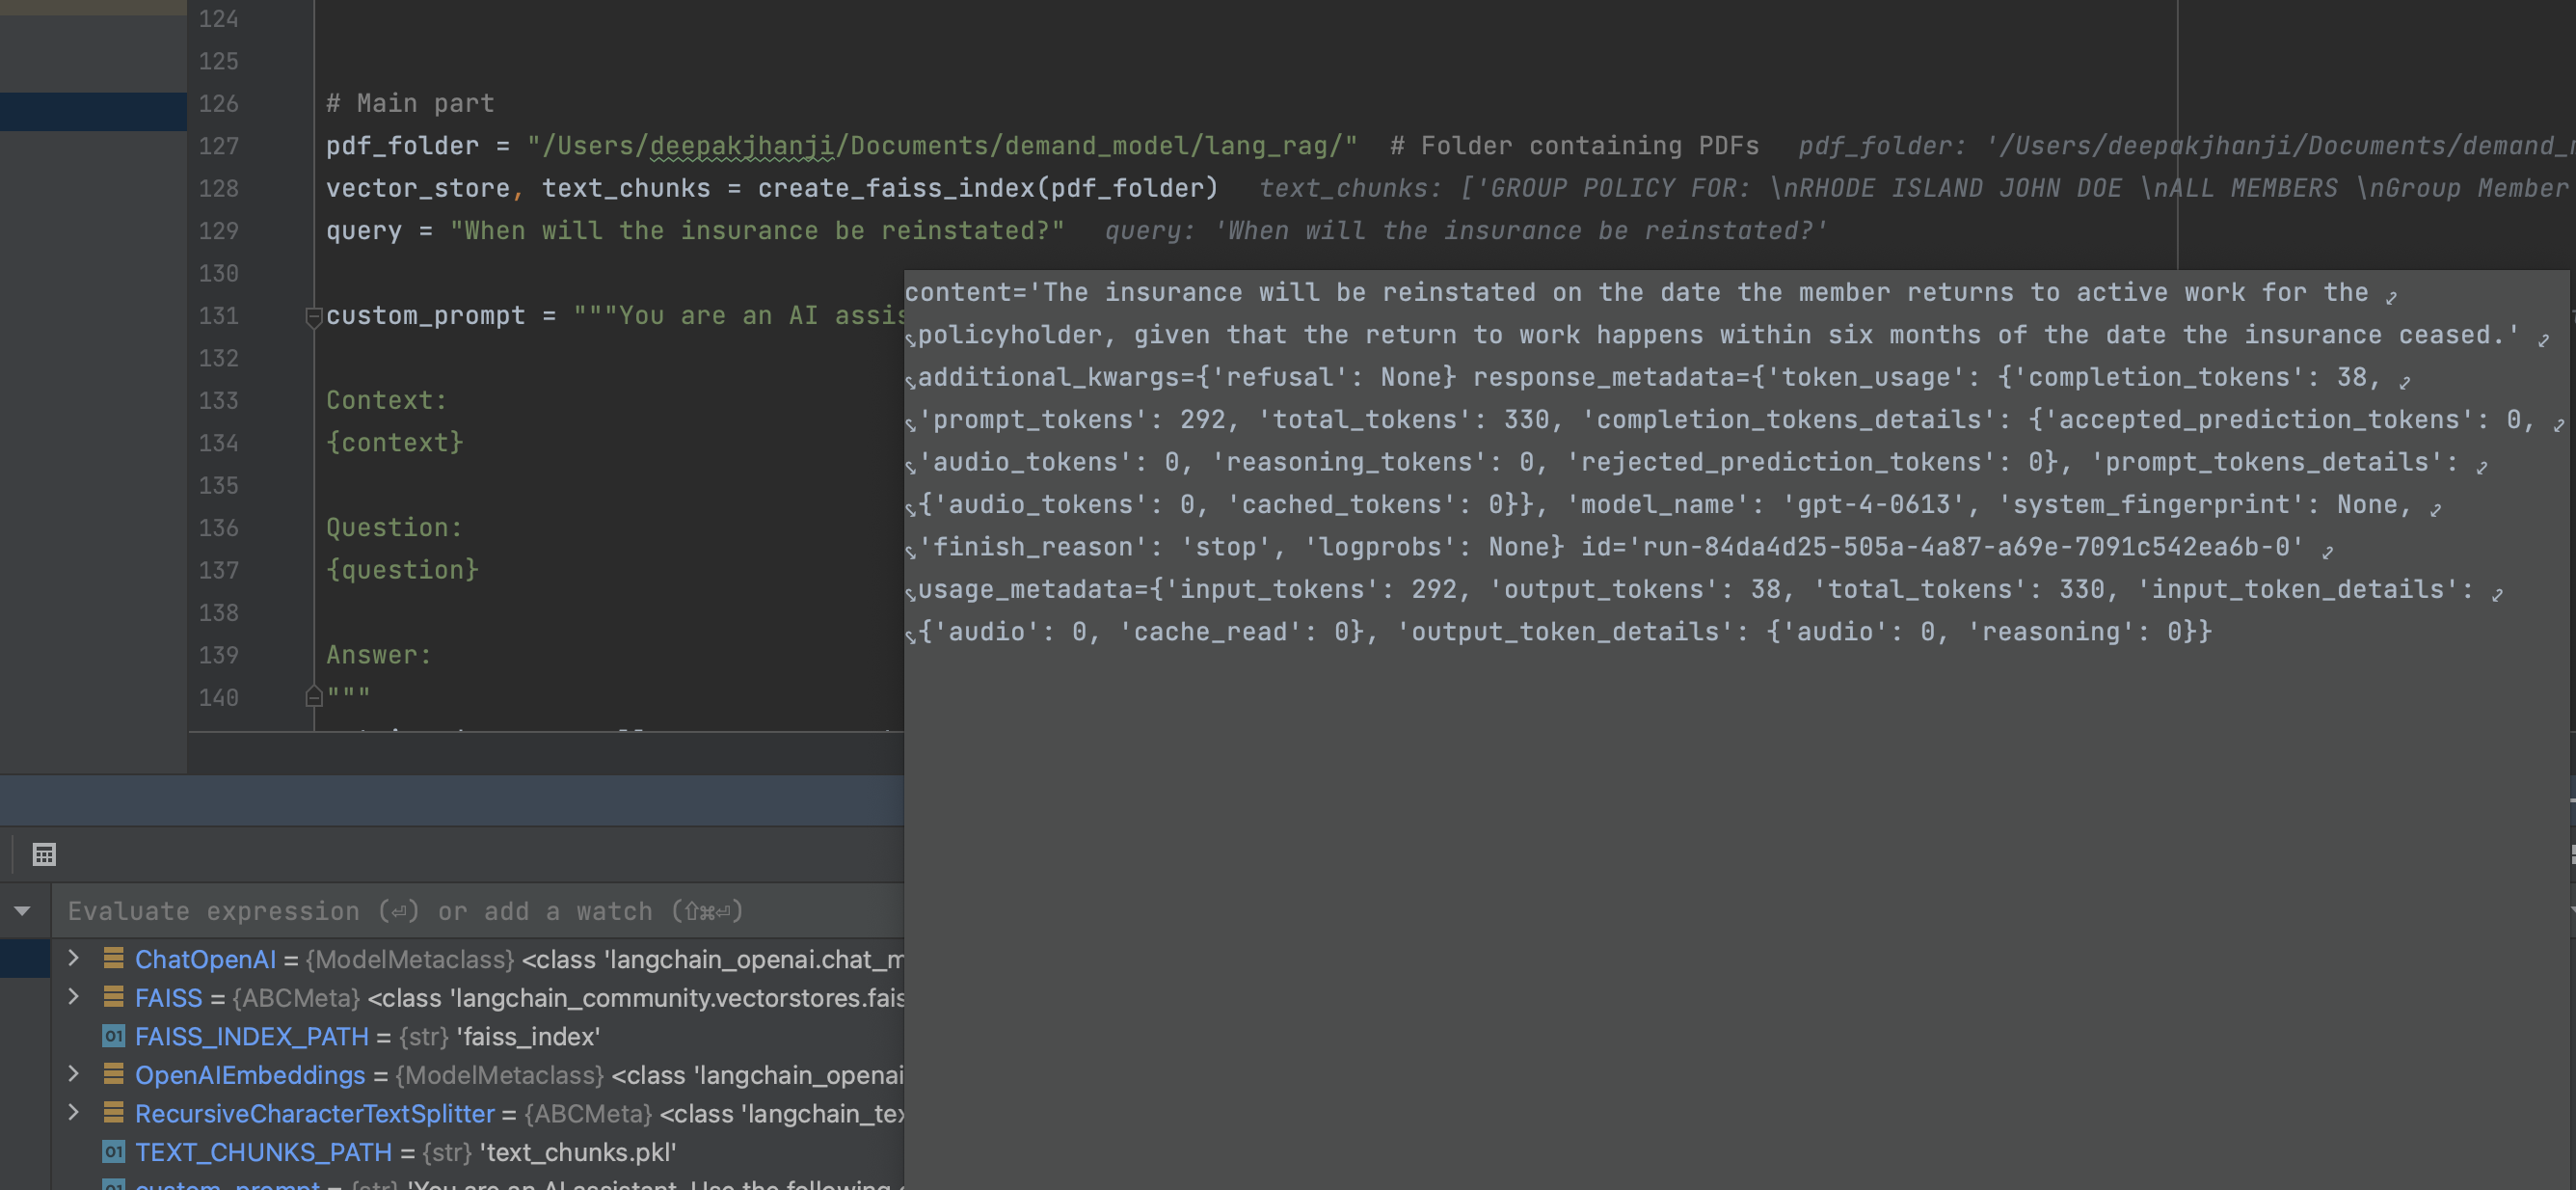 124
125
126 # Main part
127 pdf_folder = "/Users/deepakjhanji/Documents/demand_model/lang_rag/" # Folder containing PDFs pdf_folder: '/Users/deepakjhanji/Documents/demand_
128 vector_store, text_chunks = create_faiss_index(pdf_folder) text_chunks: ['GROUP POLICY FOR: \nRHODE ISLAND JOHN DOE \nALL MEMBERS \nGroup Member
129 query = "When will the insurance be reinstated?" query: 'When will the insurance be reinstated?'
130
131 custom_prompt = """You are an AI assis
132
133 Context:
134 {context}
135
136 Question:
137 {question}
138
139 Answer:
140 """
content='The insurance will be reinstated on the date the member returns to active work for the
policyholder, given that the return to work happens within six months of the date the insurance ceased.'
additional_kwargs={'refusal': None} response_metadata={'token_usage': {'completion_tokens': 38,
'prompt_tokens': 292, 'total_tokens': 330, 'completion_tokens_details': {'accepted_prediction_tokens': 0,
'audio_tokens': 0, 'reasoning_tokens': 0, 'rejected_prediction_tokens': 0}, 'prompt_tokens_details':
{'audio_tokens': 0, 'cached_tokens': 0}}, 'model_name': 'gpt-4-0613', 'system_fingerprint': None,
'finish_reason': 'stop', 'logprobs': None} id='run-84da4d25-505a-4a87-a69e-7091c542ea6b-0'
usage_metadata={'input_tokens': 292, 'output_tokens': 38, 'total_tokens': 330, 'input_token_details':
{'audio': 0, 'cache_read': 0}, 'output_token_details': {'audio': 0, 'reasoning': 0}}
Evaluate expression (⏎) or add a watch (⇧⌘⏎)
ChatOpenAI = {ModelMetaclass} <class 'langchain_openai.chat_m
FAISS = {ABCMeta} <class 'langchain_community.vectorstores.fais
01 FAISS_INDEX_PATH = {str} 'faiss_index'
OpenAIEmbeddings = {ModelMetaclass} <class 'langchain_openai
RecursiveCharacterTextSplitter = {ABCMeta} <class 'langchain_tex
01 TEXT_CHUNKS_PATH = {str} 'text_chunks.pkl'
01 custom_prompt = {str} 'You are an AI assistant. Use the following